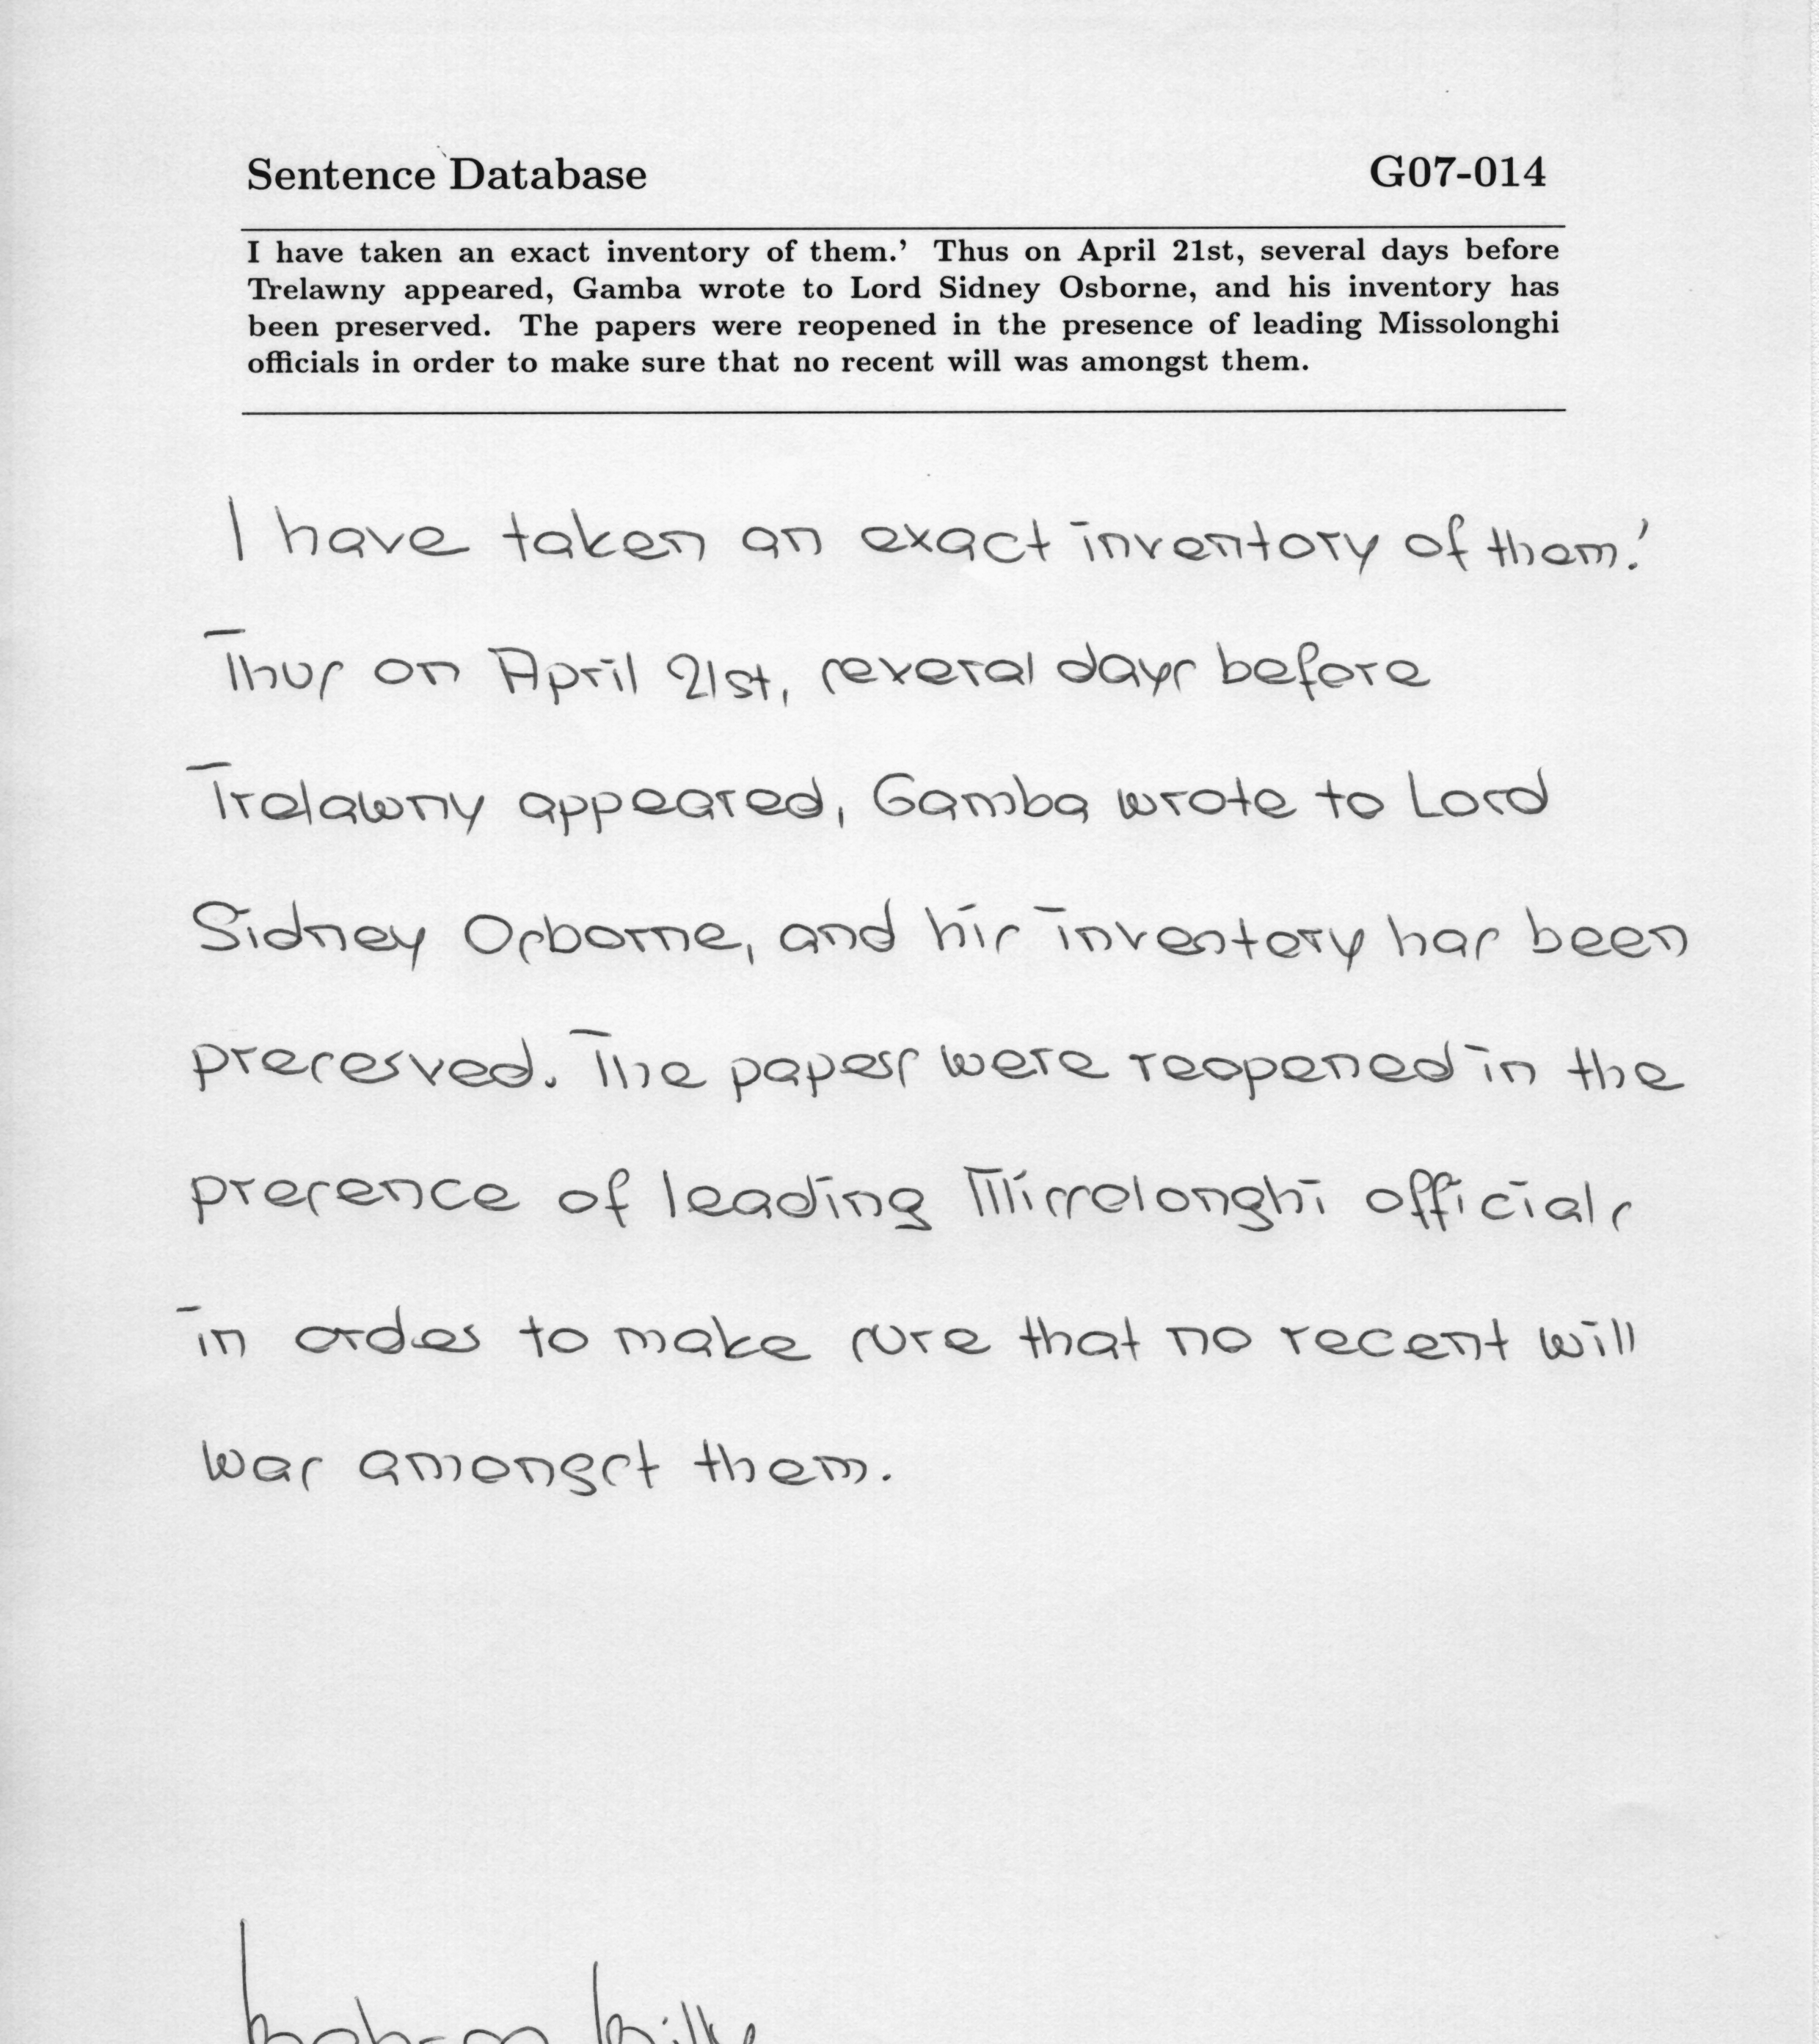 Sentence Database G07-014
I have taken an exact inventory of them.' Thus on April 21st, several days before
Trelawny appeared, Gamba wrote to Lord Sidney Osborne, and his inventory has
been preserved. The papers were reopened in the presence of leading Missolonghi
officials in order to make sure that no recent will was amongst them.
I have taken an exact inventory of them.'
Thus on April 21st, several days before
Trelawny appeared, Gamba wrote to Lord
Sidney Osborne, and his inventory has been
preserved. The papers were reopened in the
presence of leading Missolonghi officials
in order to make sure that no recent will
was amongst them.